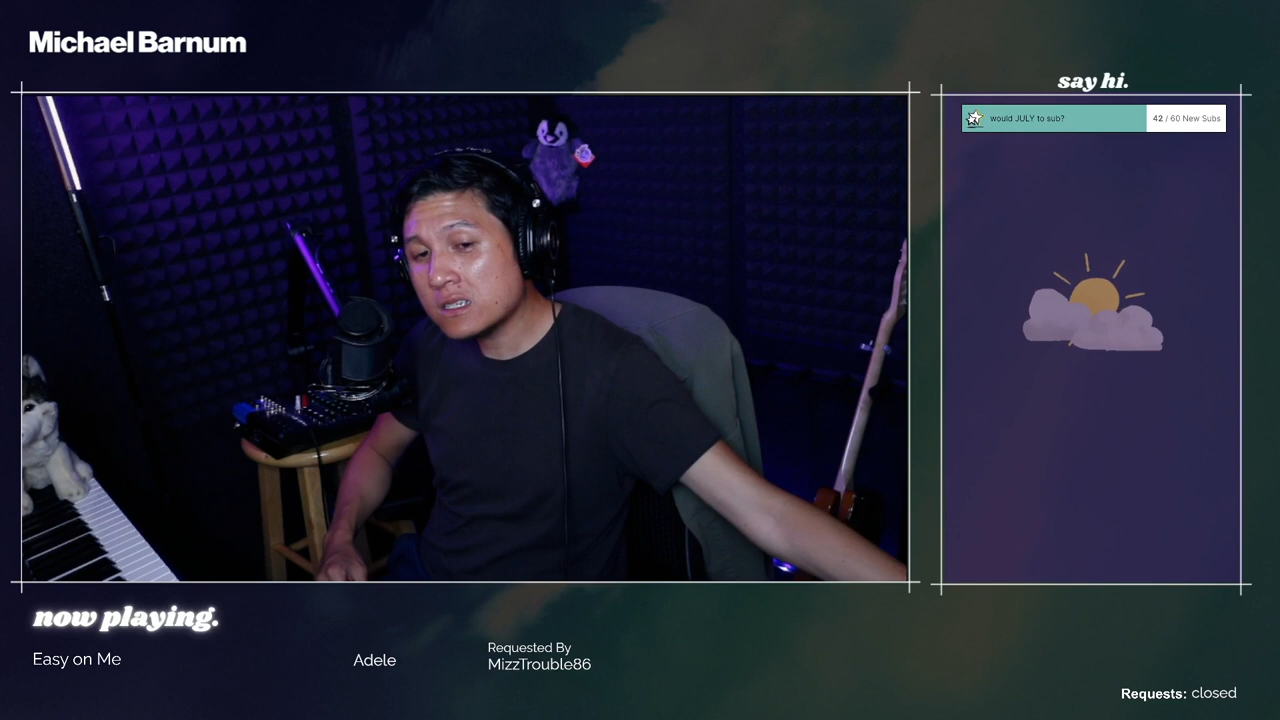 Michael Barnum
say hi.
would JULY to sub?
42 / 60 New Subs
now playing.
Easy on Me
Adele
Requested By
MizzTrouble86
Requests: closed